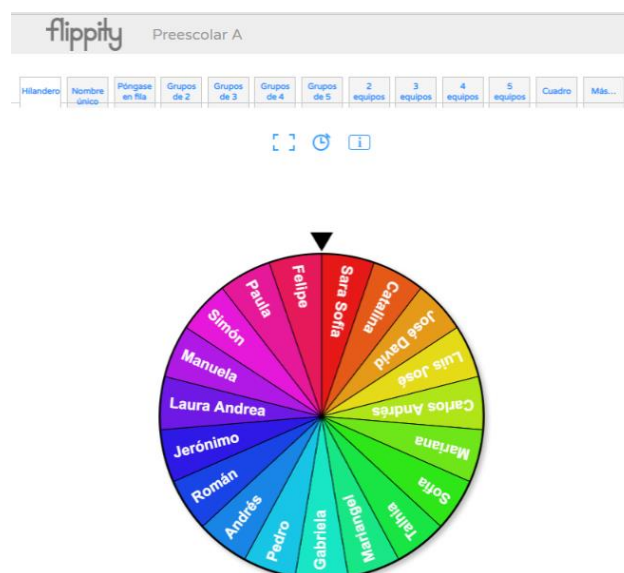 flippity Preescolar A
Hilandero
Nombre
único
Póngase
en fila
Grupos
de 2
Grupos
de 3
Grupos
de 4
Grupos
de 5
2
equipos
3
equipos
4
equipos
5
equipos
Cuadro
Más...
Sara Sofía
Catalina
José David
Luis José
Carlos Andrés
Mariana
Sofía
Talhía
Mariangel
Gabriela
Pedro
Andrés
Román
Jerónimo
Laura Andrea
Manuela
Simón
Paula
Felipe